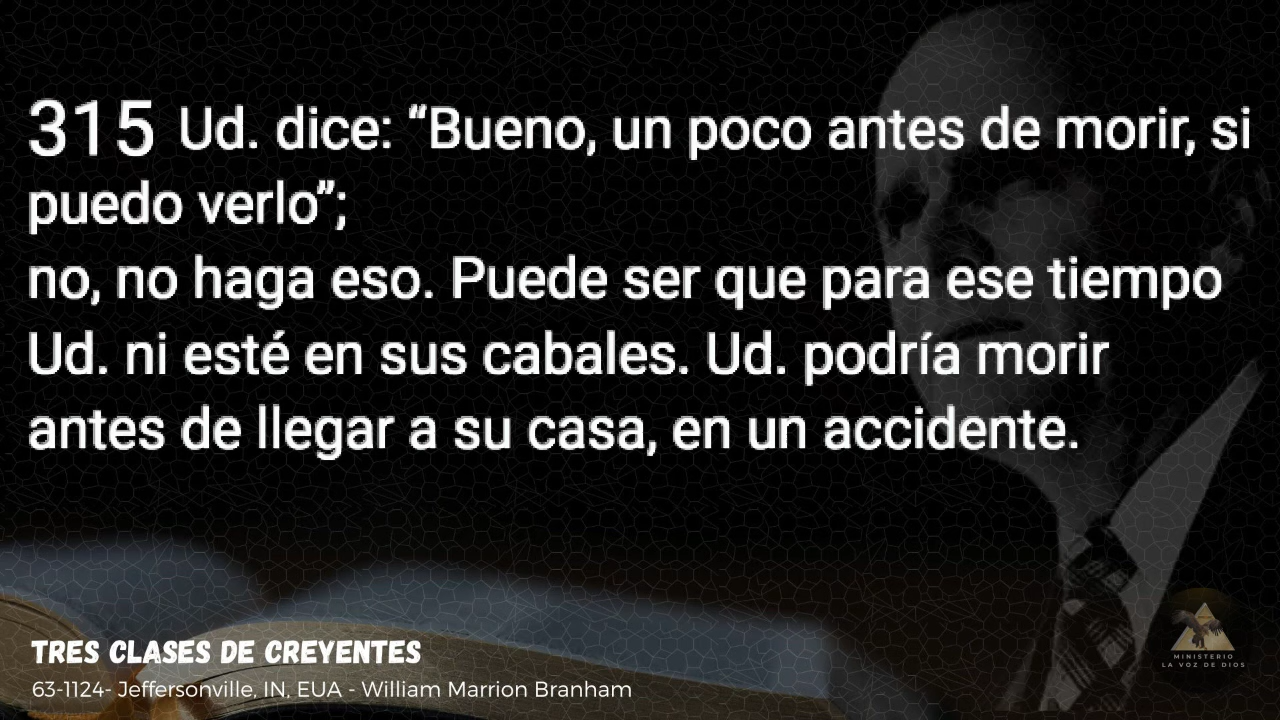 315 Ud. dice: “Bueno, un poco antes de morir, si
puedo verlo”;
no, no haga eso. Puede ser que para ese tiempo
Ud. ni esté en sus cabales. Ud. podría morir
antes de llegar a su casa, en un accidente.
TRES CLASES DE CREYENTES
63-1124- Jeffersonville, IN, EUA - William Marrion Branham
MINISTERIO
LA VOZ DE DIOS